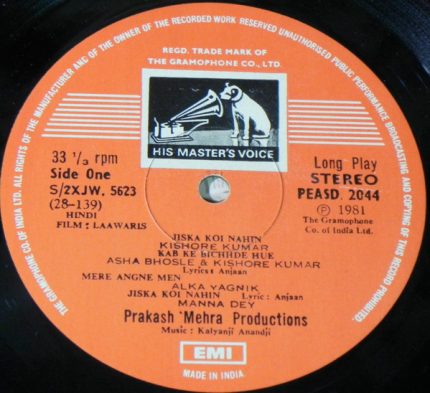 THE GRAMOPHONE CO. OF INDIA LTD. ALL RIGHTS OF THE MANUFACTURER AND OF THE OWNER OF THE RECORDED WORK RESERVED UNAUTHORISED PUBLIC PERFORMANCE BROADCASTING AND COPYING OF THIS RECORD PROHIBITED.
REGD. TRADE MARK OF
THE GRAMOPHONE CO., LTD.
HIS MASTER'S VOICE
33 1/3 rpm
Side One
S/2XJW. 5623
(28-139)
HINDI
FILM : LAAWARIS
Long Play
STEREO
PEASD. 2044
℗ 1981
The Gramophone
Co. of India Ltd.
JISKA KOI NAHIN
KISHORE KUMAR
KAB KE BICHHDE HUE
ASHA BHOSLE & KISHORE KUMAR
Lyrics: Anjaan
MERE ANGNE MEN
ALKA YAGNIK
JISKA KOI NAHIN Lyric: Anjaan
MANNA DEY
Prakash Mehra Productions
Music: Kalyanji Anandji
EMI
MADE IN INDIA